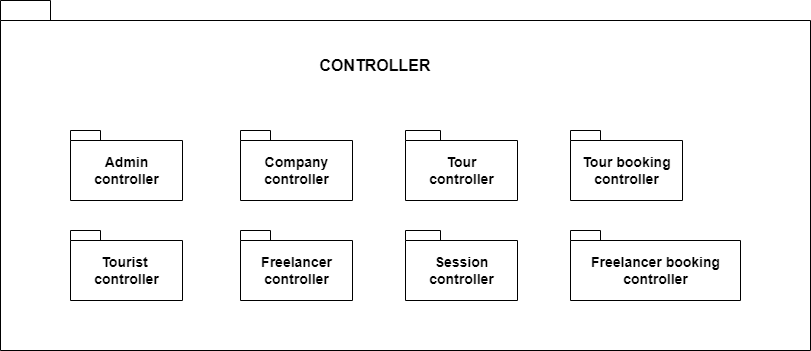 CONTROLLER
Admin
controller
Company
controller
Tour
controller
Tour booking
controller
Tourist
controller
Freelancer
controller
Session
controller
Freelancer booking
controller